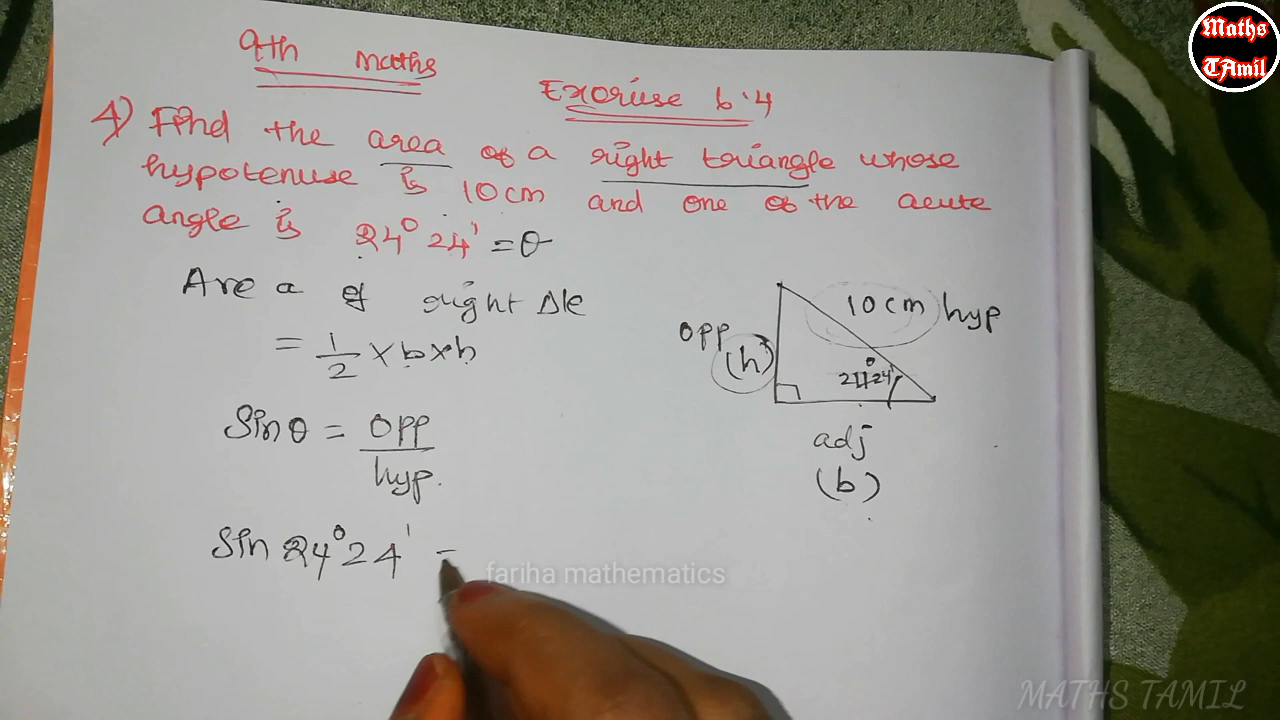 Maths
TAmil
9th maths
Exercise 6.4
4) Find the area of a right triangle whose
hypotenuse is 10cm and one of the acute
angle is 24° 24' = θ
Area of right Δle
= 1/2 × b × h
Sin θ = opp/hyp.
Sin 24° 24' =
10cm hyp
opp
(h)
24° 24'
adj
(b)
fariha mathematics
MATHS TAMIL